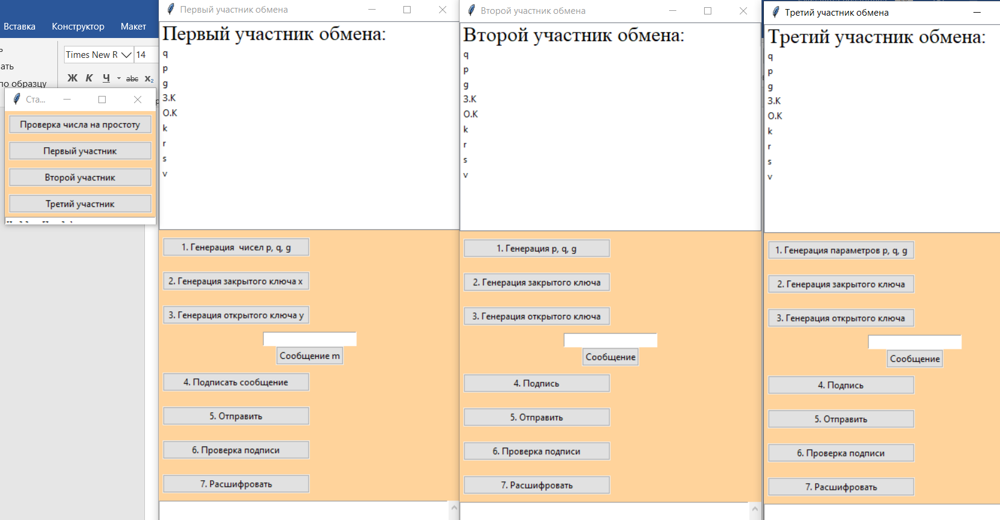 Вставка Конструктор Макет
Times New R 14
Ж К Ч abc x₂
ать
по образцу
Ста...
Проверка числа на простоту
Первый участник
Второй участник
Третий участник
Первый участник обмена
Первый участник обмена:
q
p
g
З.К
О.К
k
r
s
v
1. Генерация чисел p, q, g
2. Генерация закрытого ключа x
3. Генерация открытого ключа y
Сообщение m
4. Подписать сообщение
5. Отправить
6. Проверка подписи
7. Расшифровать
Второй участник обмена
Второй участник обмена:
q
p
g
З.К
О.К
k
r
s
v
1. Генерация p, q, g
2. Генерация закрытого ключа
3. Генерация открытого ключа
Сообщение
4. Подпись
5. Отправить
6. Проверка подписи
7. Расшифровать
Третий участник обмена
Третий участник обмена:
q
p
g
З.К
О.К
k
r
s
v
1. Генерация параметров p, q, g
2. Генерация закрытого ключа
3. Генерация открытого ключа
Сообщение
4. Подпись
5. Отправить
6. Проверка подписи
7. Расшифровать